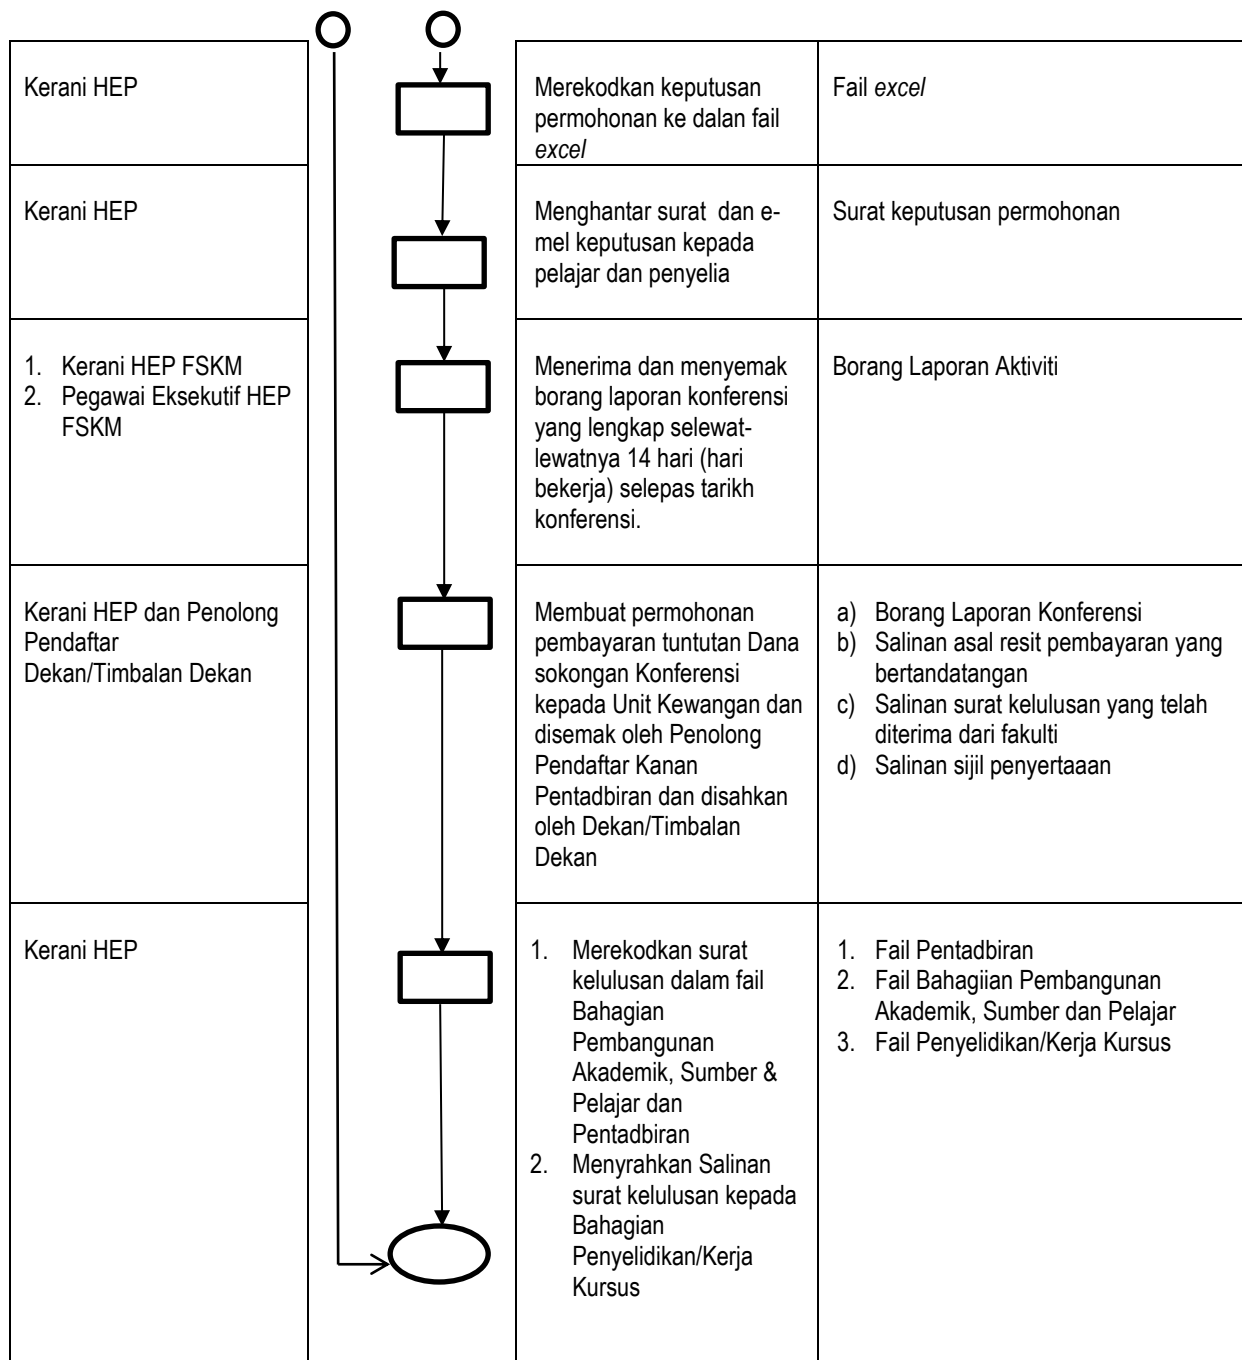 Kerani HEP
Merekodkan keputusan
permohonan ke dalan fail
excel
Fail excel
Kerani HEP
Menghantar surat  dan e-
mel keputusan kepada
pelajar dan penyelia
Surat keputusan permohonan
1. Kerani HEP FSKM
2. Pegawai Eksekutif HEP
FSKM
Menerima dan menyemak
borang laporan konferensi
yang lengkap selewat-
lewatnya 14 hari (hari
bekerja) selepas tarikh
konferensi.
Borang Laporan Aktiviti
Kerani HEP dan Penolong
Pendaftar
Dekan/Timbalan Dekan
Membuat permohonan
pembayaran tuntutan Dana
sokongan Konferensi
kepada Unit Kewangan dan
disemak oleh Penolong
Pendaftar Kanan
Pentadbiran dan disahkan
oleh Dekan/Timbalan
Dekan
a) Borang Laporan Konferensi
b) Salinan asal resit pembayaran yang
bertandatangan
c) Salinan surat kelulusan yang telah
diterima dari fakulti
d) Salinan sijil penyertaaan
Kerani HEP
1. Merekodkan surat
kelulusan dalam fail
Bahagian
Pembangunan
Akademik, Sumber &
Pelajar dan
Pentadbiran
2. Menyrahkan Salinan
surat kelulusan kepada
Bahagian
Penyelidikan/Kerja
Kursus
1. Fail Pentadbiran
2. Fail Bahagiian Pembangunan
Akademik, Sumber dan Pelajar
3. Fail Penyelidikan/Kerja Kursus